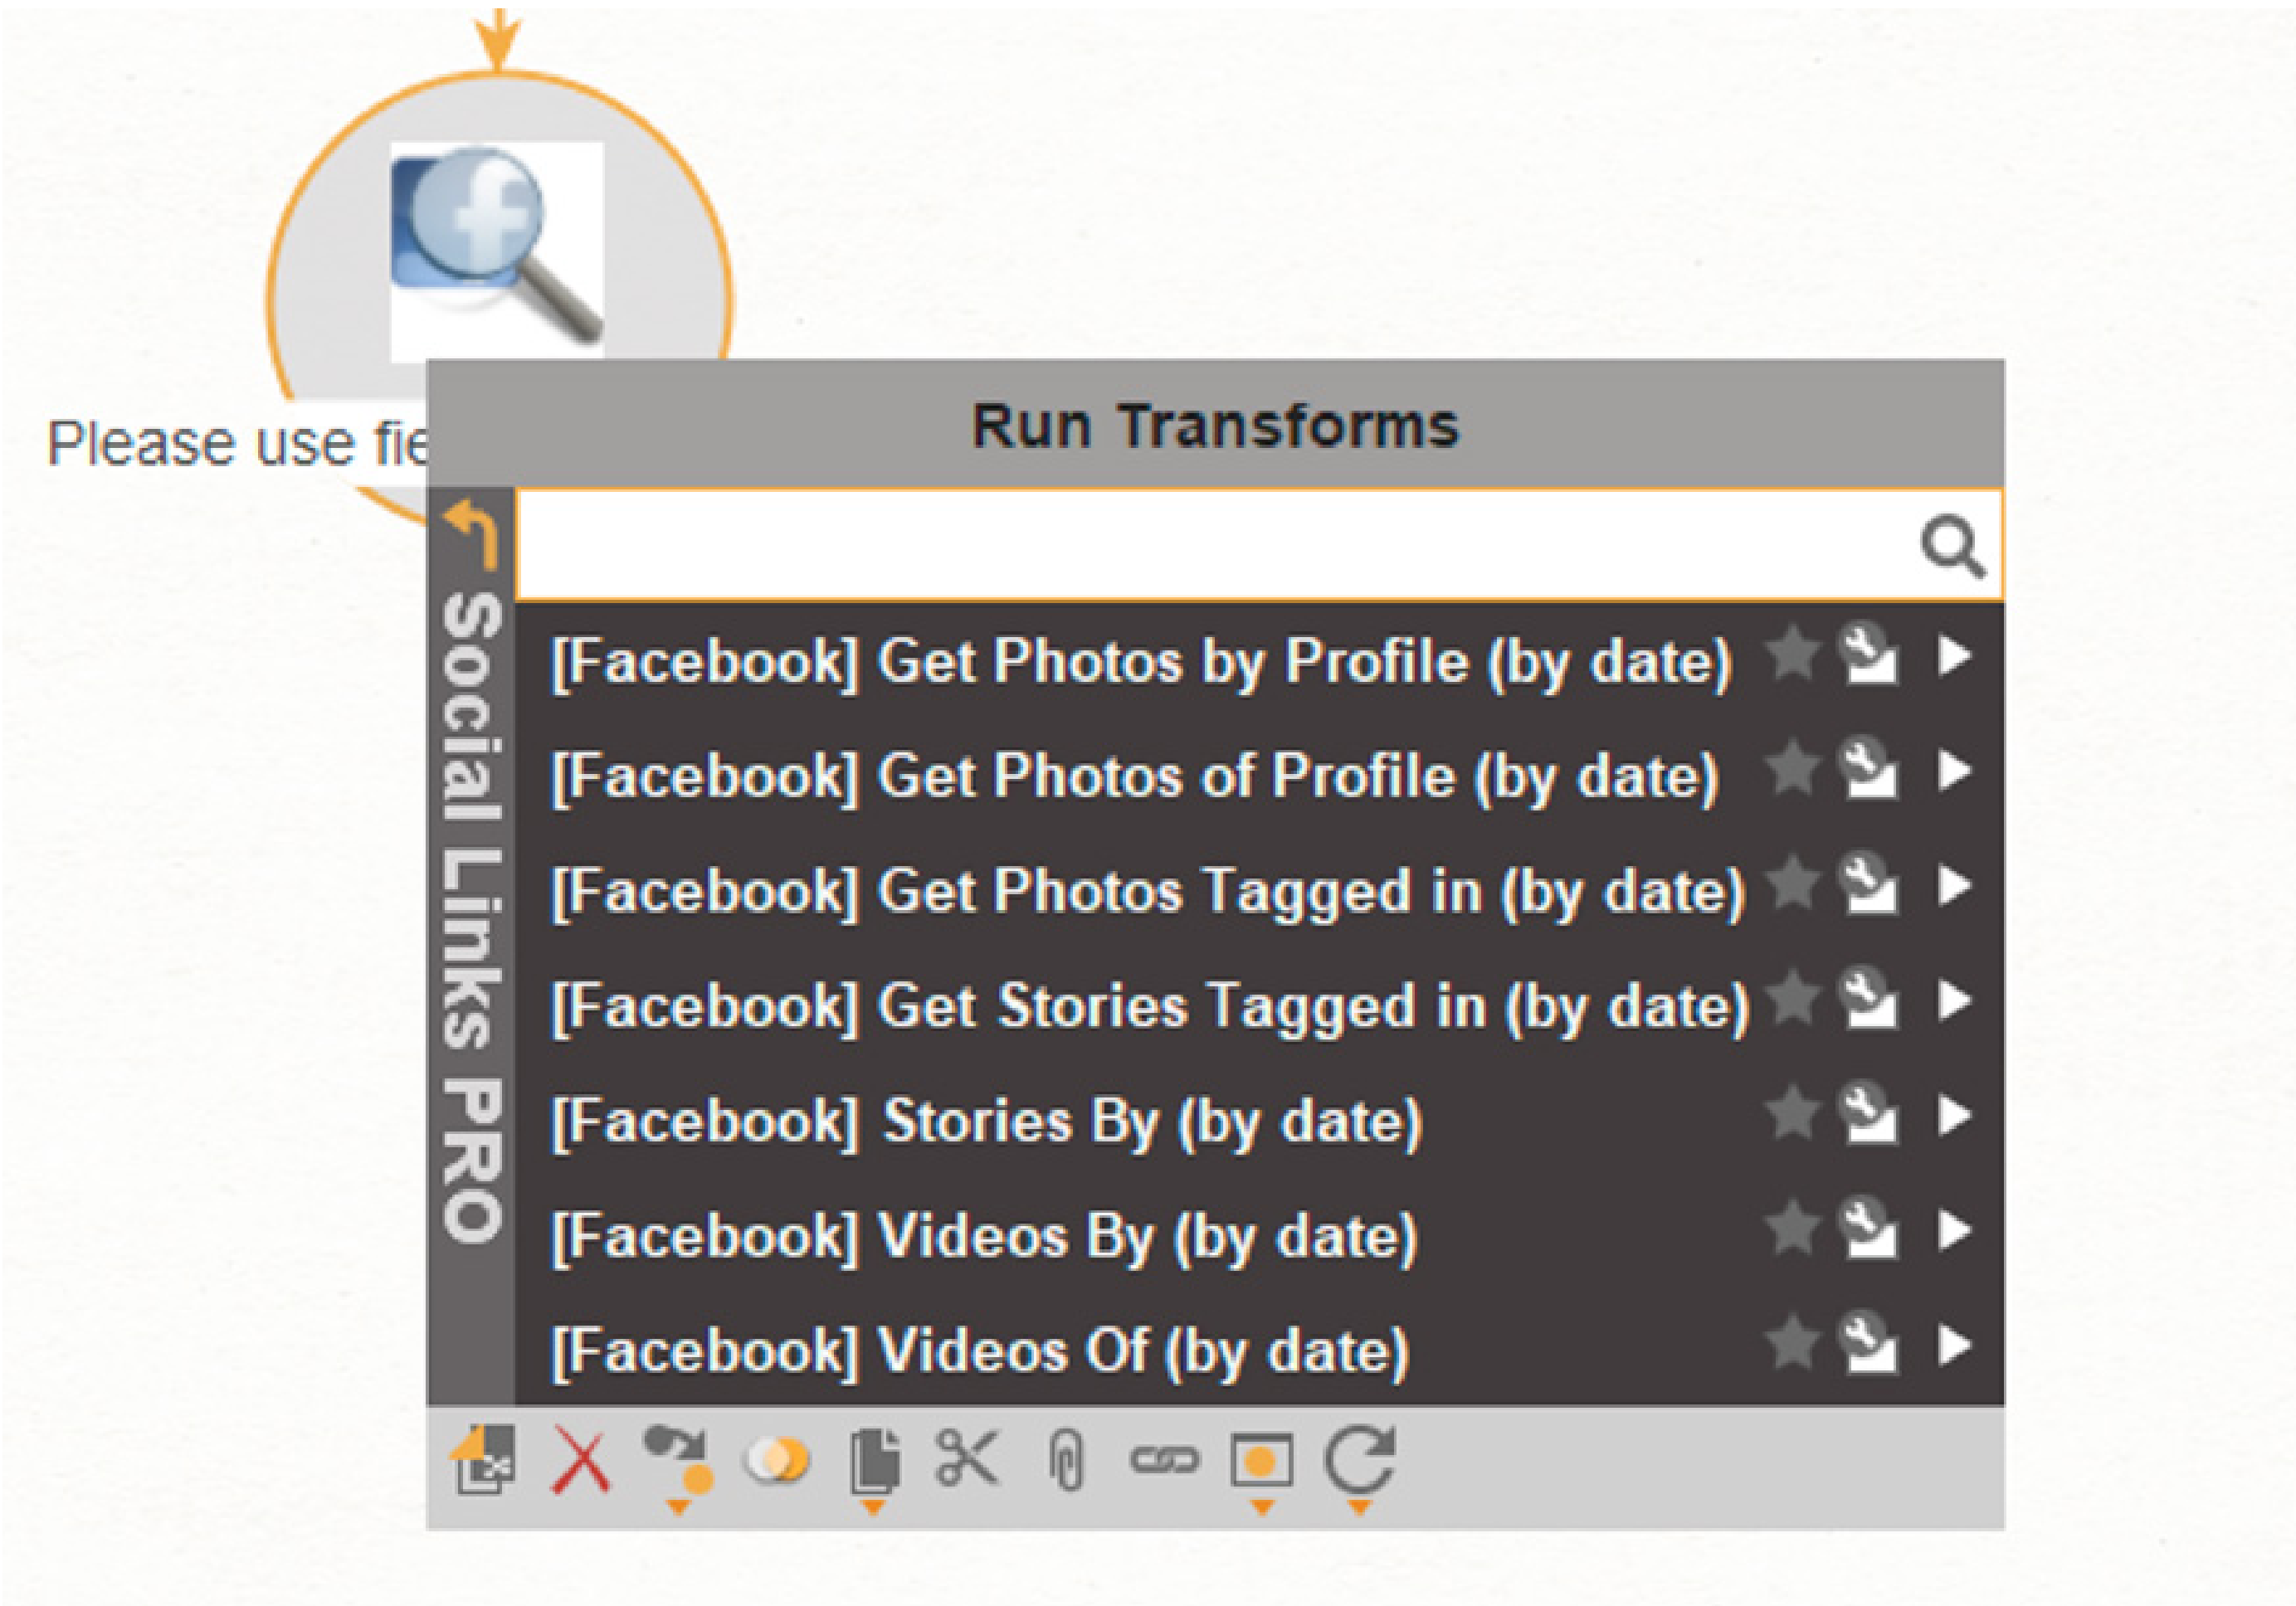 Please use fie
Run Transforms
Social Links PRO
[Facebook] Get Photos by Profile (by date)
[Facebook] Get Photos of Profile (by date)
[Facebook] Get Photos Tagged in (by date)
[Facebook] Get Stories Tagged in (by date)
[Facebook] Stories By (by date)
[Facebook] Videos By (by date)
[Facebook] Videos Of (by date)